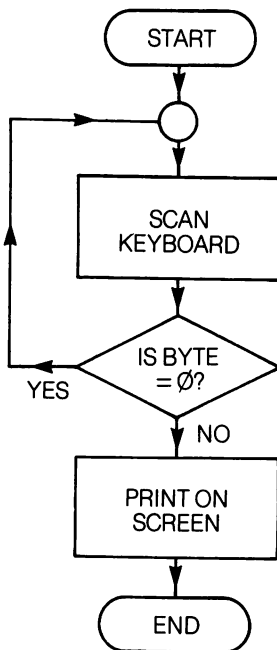 START
SCAN
KEYBOARD
IS BYTE
= Ø?
YES
NO
PRINT ON
SCREEN
END